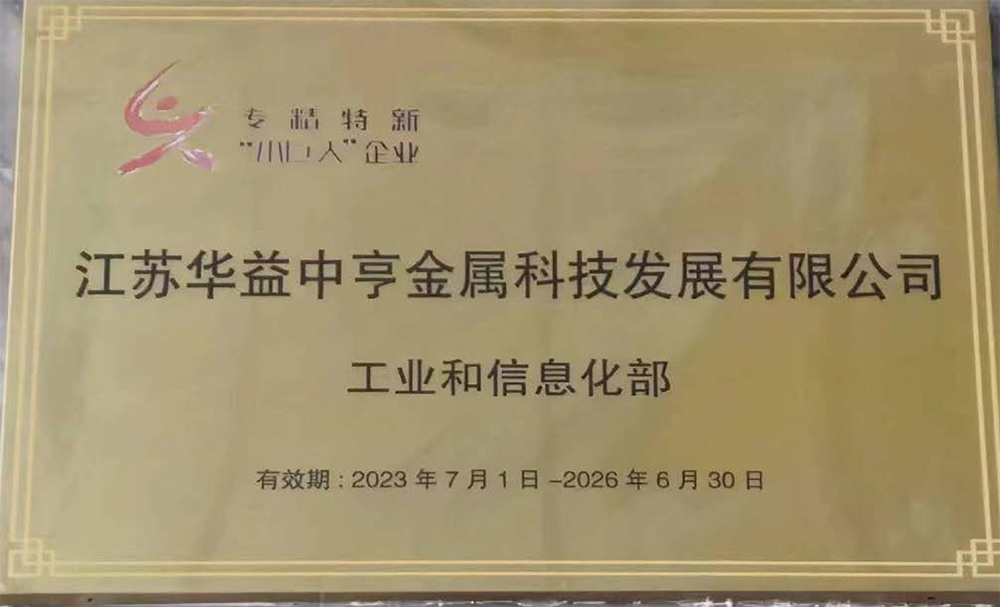 专精特新
“小巨人”企业
江苏华益中亨金属科技发展有限公司
工业和信息化部
有效期:2023年7月1日-2026年6月30日